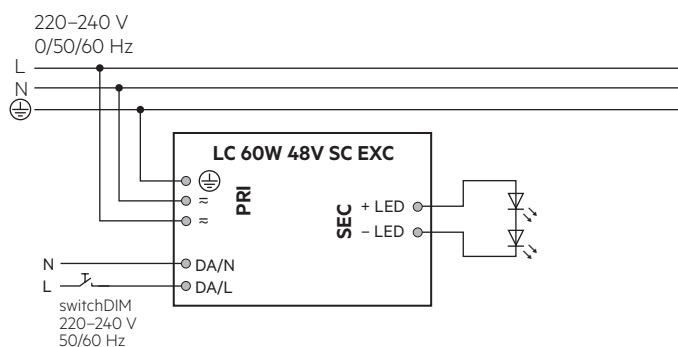 220–240 V
0/50/60 Hz
L
N
LC 60W 48V SC EXC
PRI
≂
≂
SEC
+ LED
– LED
N
DA/N
L
DA/L
switchDIM
220–240 V
50/60 Hz